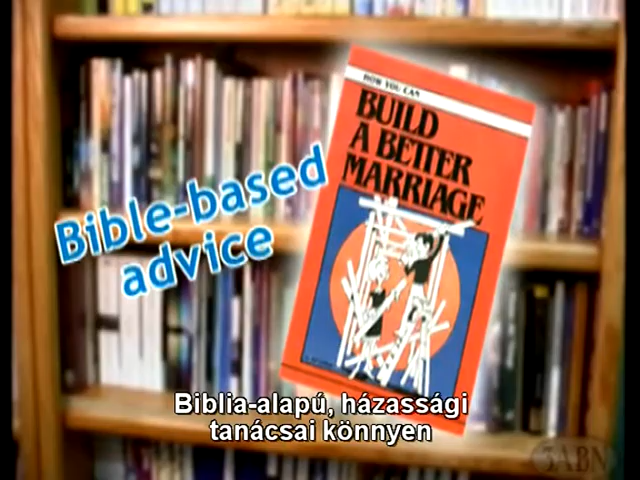 HOW YOU CAN
BUILD
A BETTER
MARRIAGE
Bible-based
advice
Biblia-alapú, házassági
tanácsai könnyen
3ABN